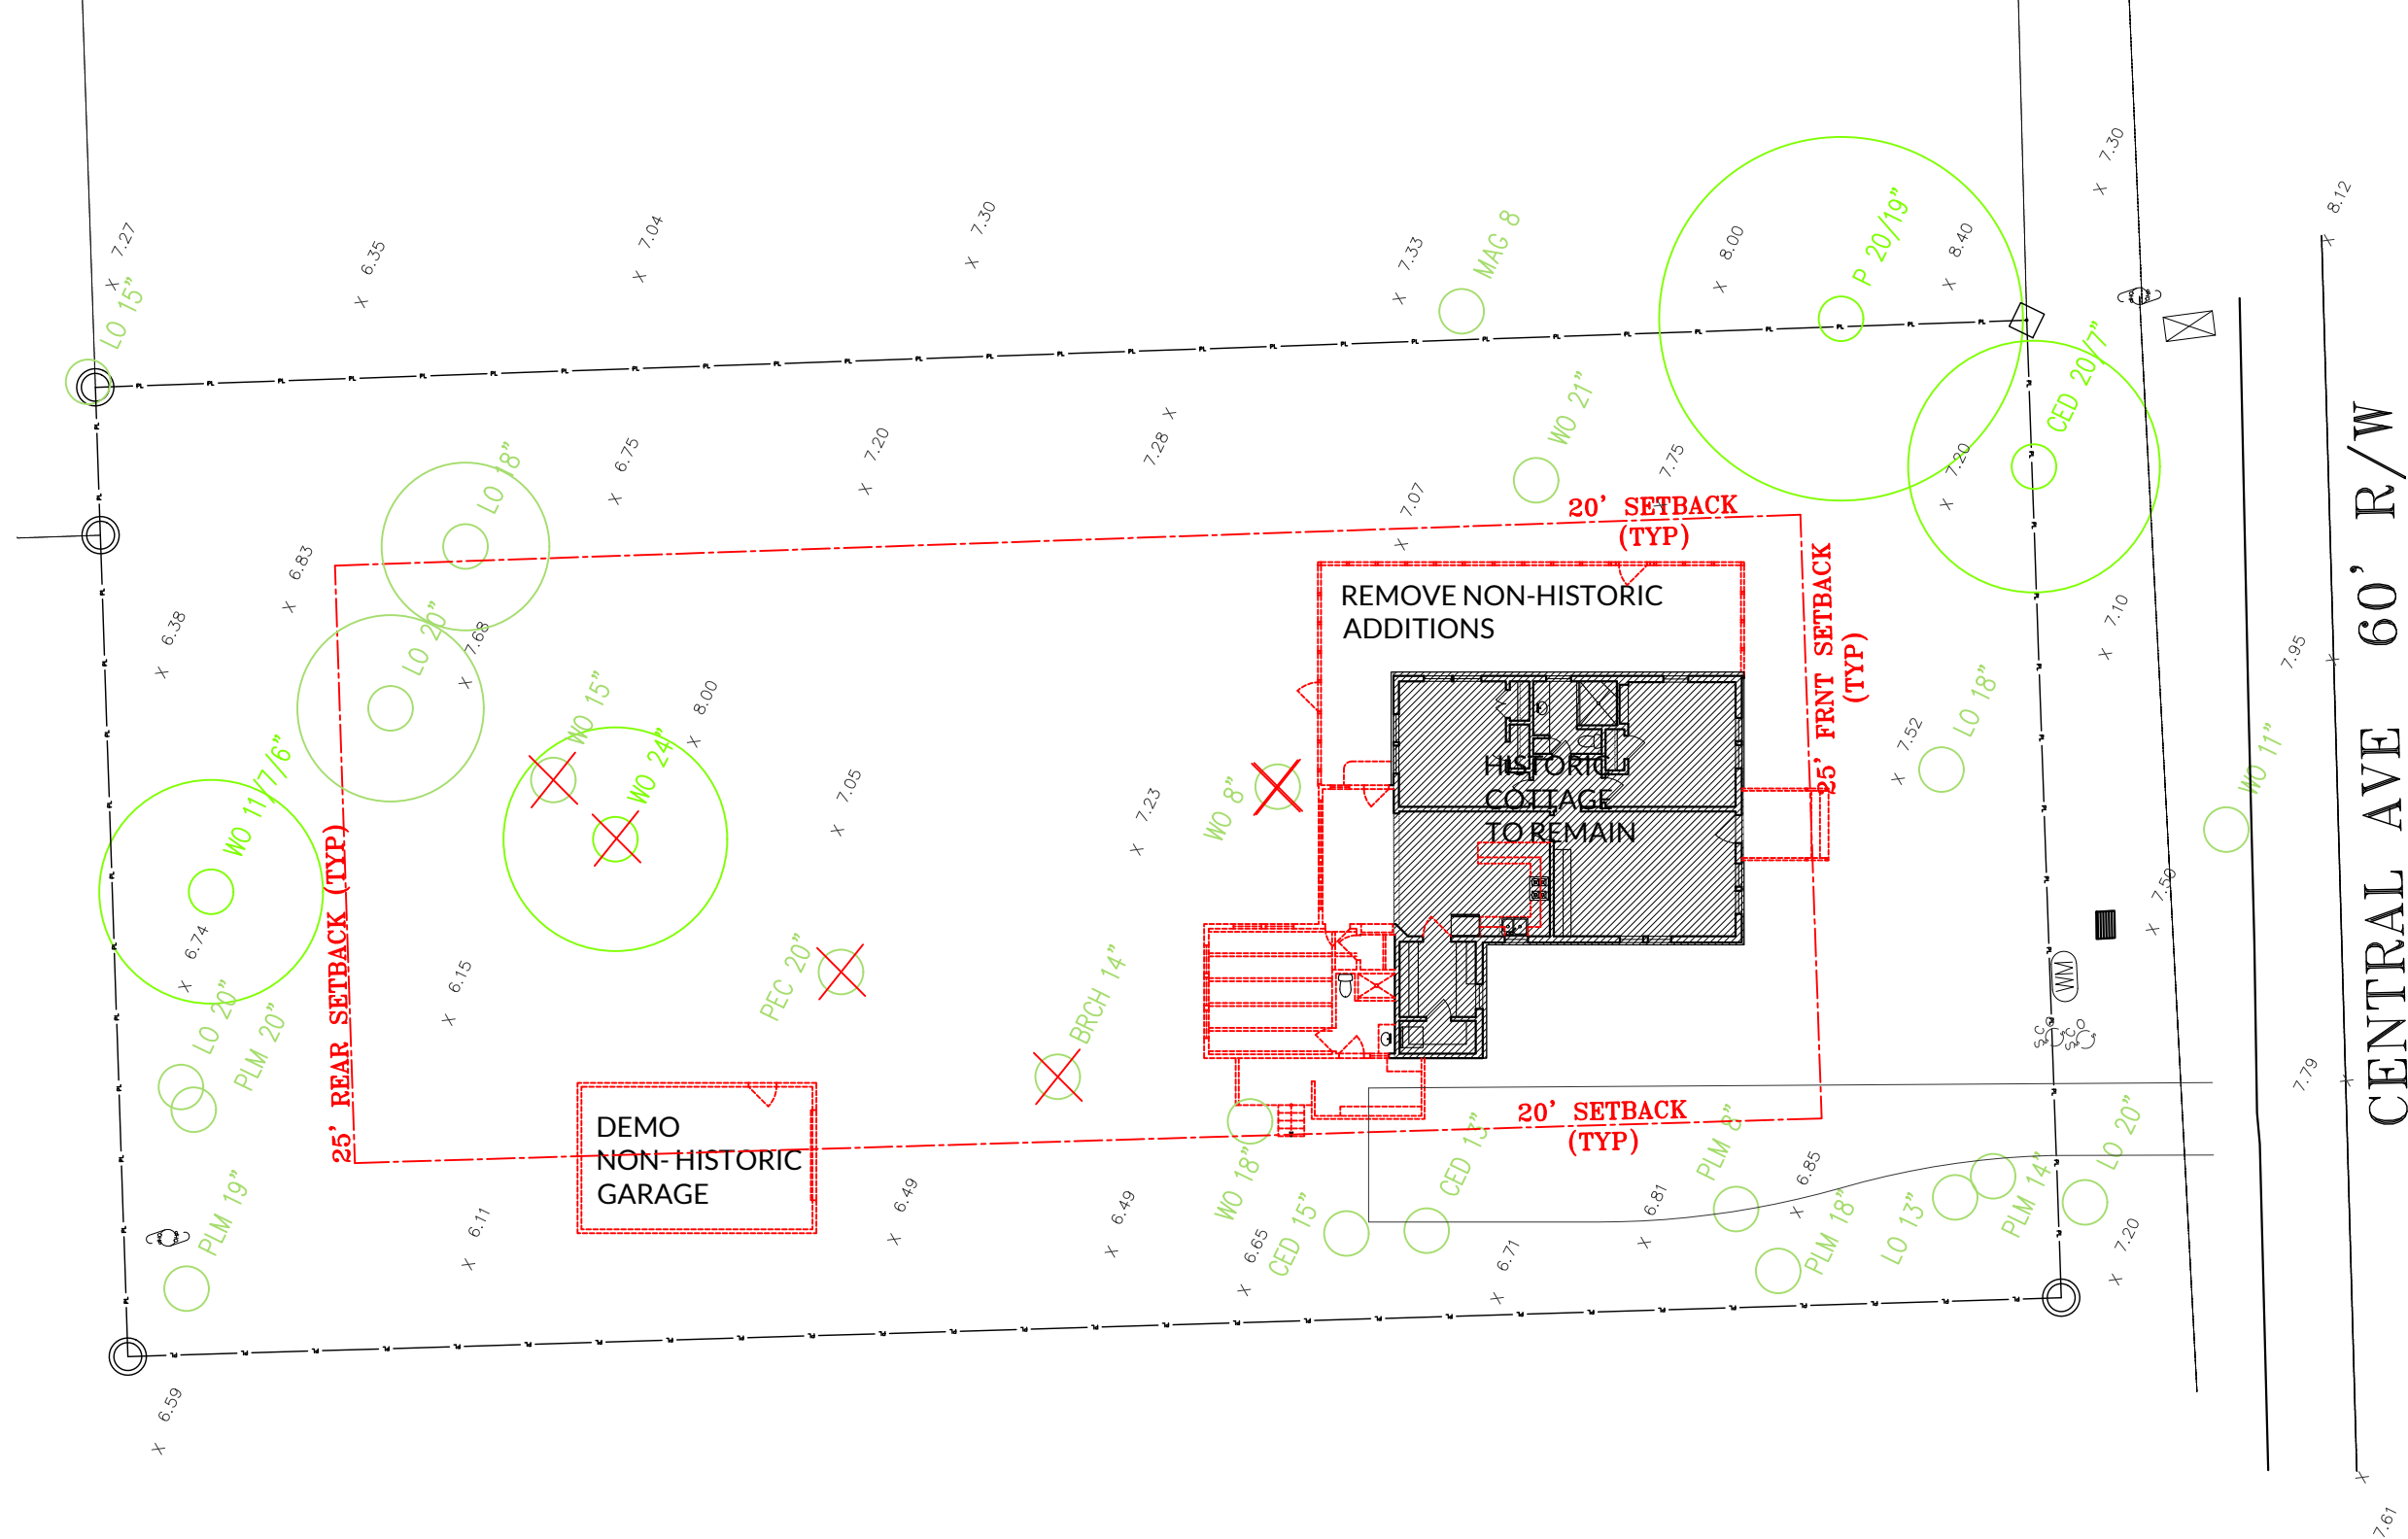 7.30
8.12
7.27
6.35
7.04
7.30
7.33
MAG 8
8.00
P 20/19"
8.40
LO 15"
CED 20/7"
WO 21"
LO 18"
6.75
7.20
7.28
7.07
7.75
7.20
20' SETBACK
(TYP)
6.83
6.38
LO 20"
7.68
REMOVE NON-HISTORIC
ADDITIONS
25' FRNT SETBACK
(TYP)
7.10
7.95
CENTRAL AVE 60' R/W
WO 15"
8.00
WO 24"
WO 11/7/6"
7.05
7.23
WO 8"
HISTORIC
COTTAGE
TO REMAIN
7.52
LO 18"
WO 11"
25' REAR SETBACK (TYP)
6.74
6.15
PEC 20"
BRCH 14"
7.50
WM
LO 20"
PLM 20"
CO
CO
7.79
DEMO
NON-HISTORIC
GARAGE
20' SETBACK
(TYP)
WO 18"
CED 13"
PLM 8"
6.85
LO 20"
PLM 14"
PLM 19"
6.11
6.49
6.49
6.65
CED 15"
6.71
6.81
PLM 18"
LO 13"
7.20
6.59
7.61